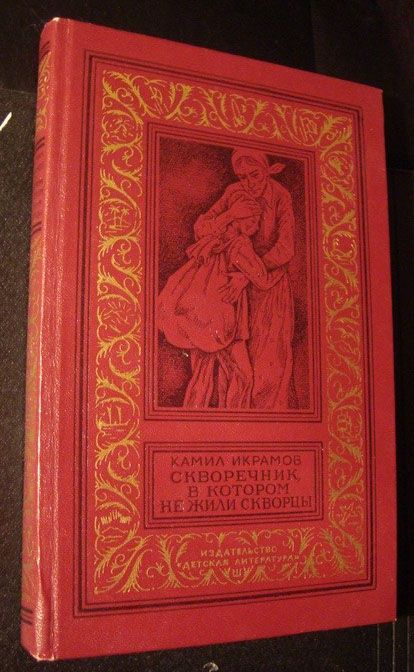 КАМИЛ ИКРАМОВ
СКВОРЕЧНИК,
В КОТОРОМ
НЕ ЖИЛИ СКВОРЦЫ
ИЗДАТЕЛЬСТВО
«ДЕТСКАЯ ЛИТЕРАТУРА»